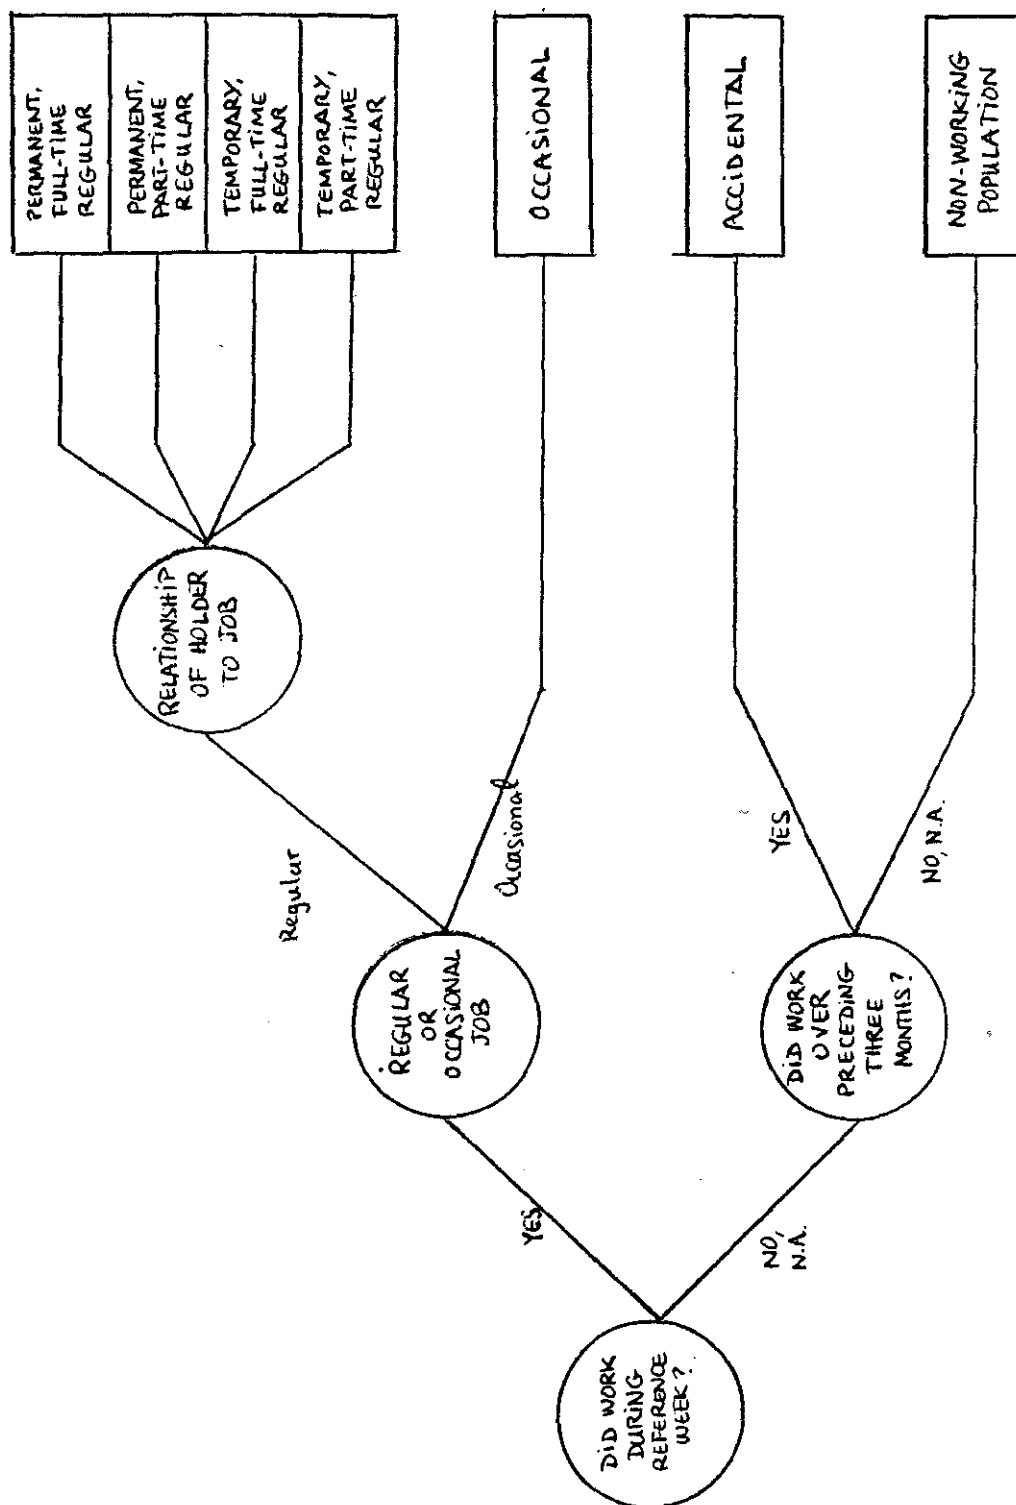 DID WORK
DURING
REFERENCE
WEEK?
YES
NO,
N.A.
REGULAR
OR
OCCASIONAL
JOB
DID WORK
OVER
PRECEDING
THREE
MONTHS?
Regular
Occasional
YES
NO, N.A.
RELATIONSHIP
OF HOLDER
TO JOB
PERMANENT,
FULL-TIME
REGULAR
PERMANENT,
PART-TIME
REGULAR
TEMPORARY,
FULL-TIME
REGULAR
TEMPORARY,
PART-TIME
REGULAR
OCCASIONAL
ACCIDENTAL
NON-WORKING
POPULATION